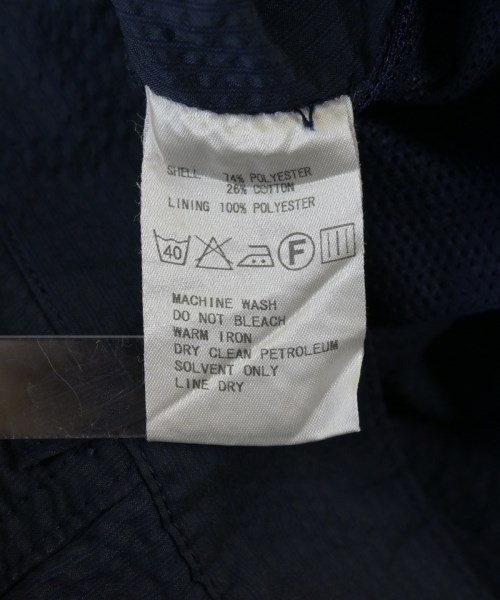 SHELL 74% POLYESTER
26% COTTON
LINING 100% POLYESTER
40 F
MACHINE WASH
DO NOT BLEACH
WARM IRON
DRY CLEAN PETROLEUM
SOLVENT ONLY
LINE DRY